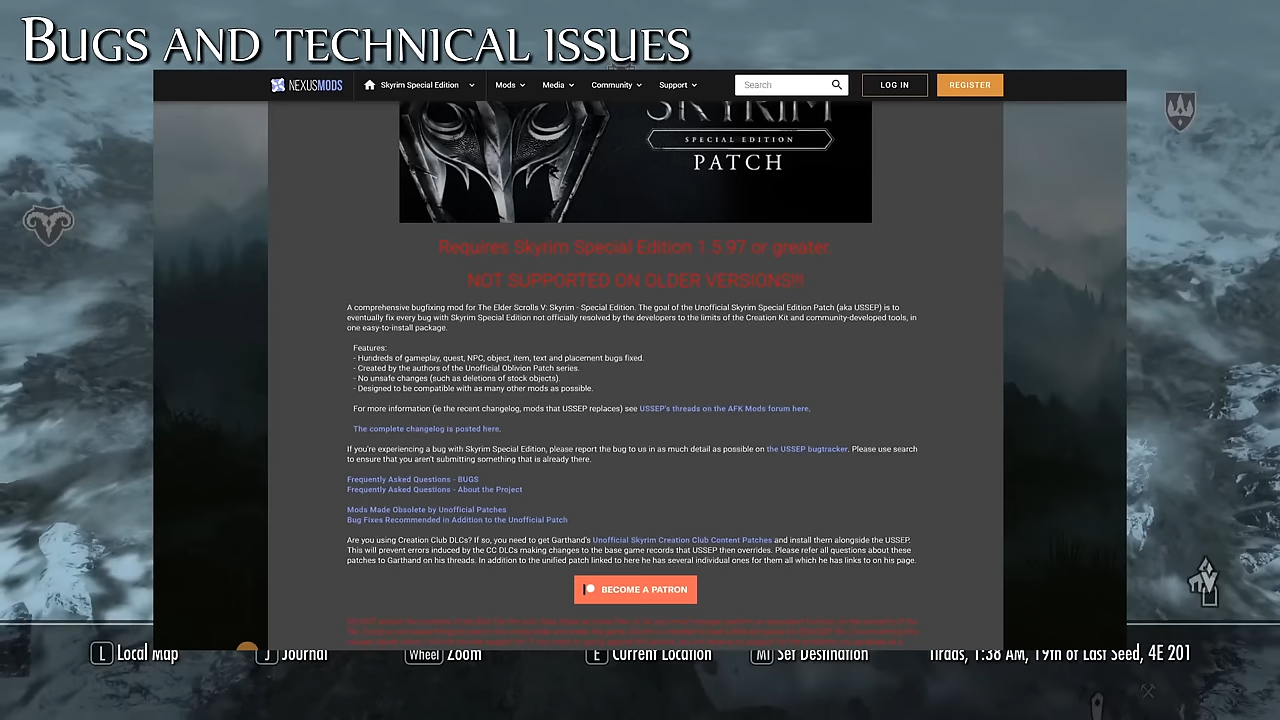 BUGS AND TECHNICAL ISSUES
NEXUSMODS
Skyrim Special Edition
Mods
Media
Community
Support
Search
LOG IN
REGISTER
SKYRIM
SPECIAL EDITION
PATCH
Requires Skyrim Special Edition 1.5.97 or greater.
NOT SUPPORTED ON OLDER VERSIONS!!!
A comprehensive bugfixing mod for The Elder Scrolls V: Skyrim - Special Edition. The goal of the Unofficial Skyrim Special Edition Patch (aka USSEP) is to
eventually fix every bug with Skyrim Special Edition not officially resolved by the developers to the limits of the Creation Kit and community-developed tools, in
one easy-to-install package.
Features:
- Hundreds of gameplay, quest, NPC, object, item, text and placement bugs fixed.
- Created by the authors of the Unofficial Oblivion Patch series.
- No unsafe changes (such as deletions of stock objects).
- Designed to be compatible with as many other mods as possible.
For more information (ie the recent changelog, mods that USSEP replaces) see USSEP's threads on the AFK Mods forum here.
The complete changelog is posted here.
If you're experiencing a bug with Skyrim Special Edition, please report the bug to us in as much detail as possible on the USSEP bugtracker. Please use search
to ensure that you aren't submitting something that is already there.
Frequently Asked Questions - BUGS
Frequently Asked Questions - About the Project
Mods Made Obsolete by Unofficial Patches
Bug Fixes Recommended in Addition to the Unofficial Patch
Are you using Creation Club DLCs? If so, you need to get Garthand's Unofficial Skyrim Creation Club Content Patches and install them alongside the USSEP.
This will prevent errors induced by the CC DLCs making changes to the base game records that USSEP then overrides. Please refer all questions about these
patches to Garthand on his threads. In addition to the unified patch linked to here he has several individual ones for them all which he has links to on his page.
BECOME A PATRON
L Local Map
J Journal
Wheel Zoom
E Current Location
M1 Set Destination
Tirdas, 1:38 AM, 19th of Last Seed, 4E 201